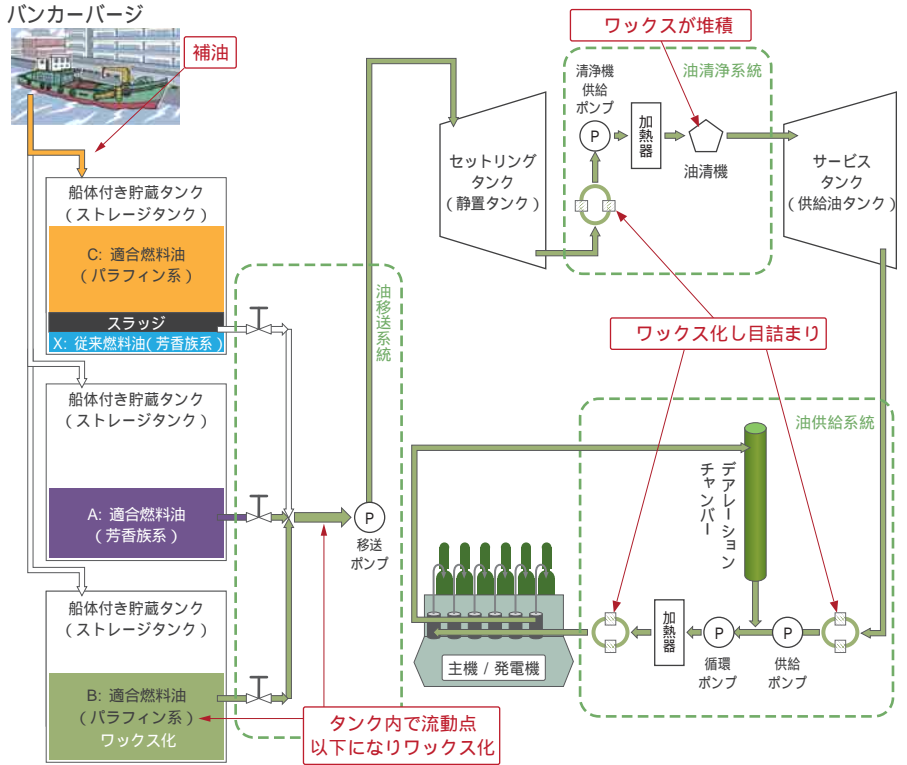 バンカーバージ
補油
船体付き貯蔵タンク
(ストレージタンク)
C: 適合燃料油
(パラフィン系)
スラッジ
X: 従来燃料油(芳香族系)
船体付き貯蔵タンク
(ストレージタンク)
A: 適合燃料油
(芳香族系)
船体付き貯蔵タンク
(ストレージタンク)
B: 適合燃料油
(パラフィン系)
ワックス化
油移送系統
P
移送
ポンプ
タンク内で流動点
以下になりワックス化
セットリング
タンク
(静置タンク)
ワックスが堆積
油清浄系統
清浄機
供給
ポンプ
P
加熱器
油清機
サービス
タンク
(供給油タンク)
ワックス化し目詰まり
油供給系統
デアレーション
チャンバー
主機 / 発電機
加熱器
P
循環
ポンプ
P
供給
ポンプ